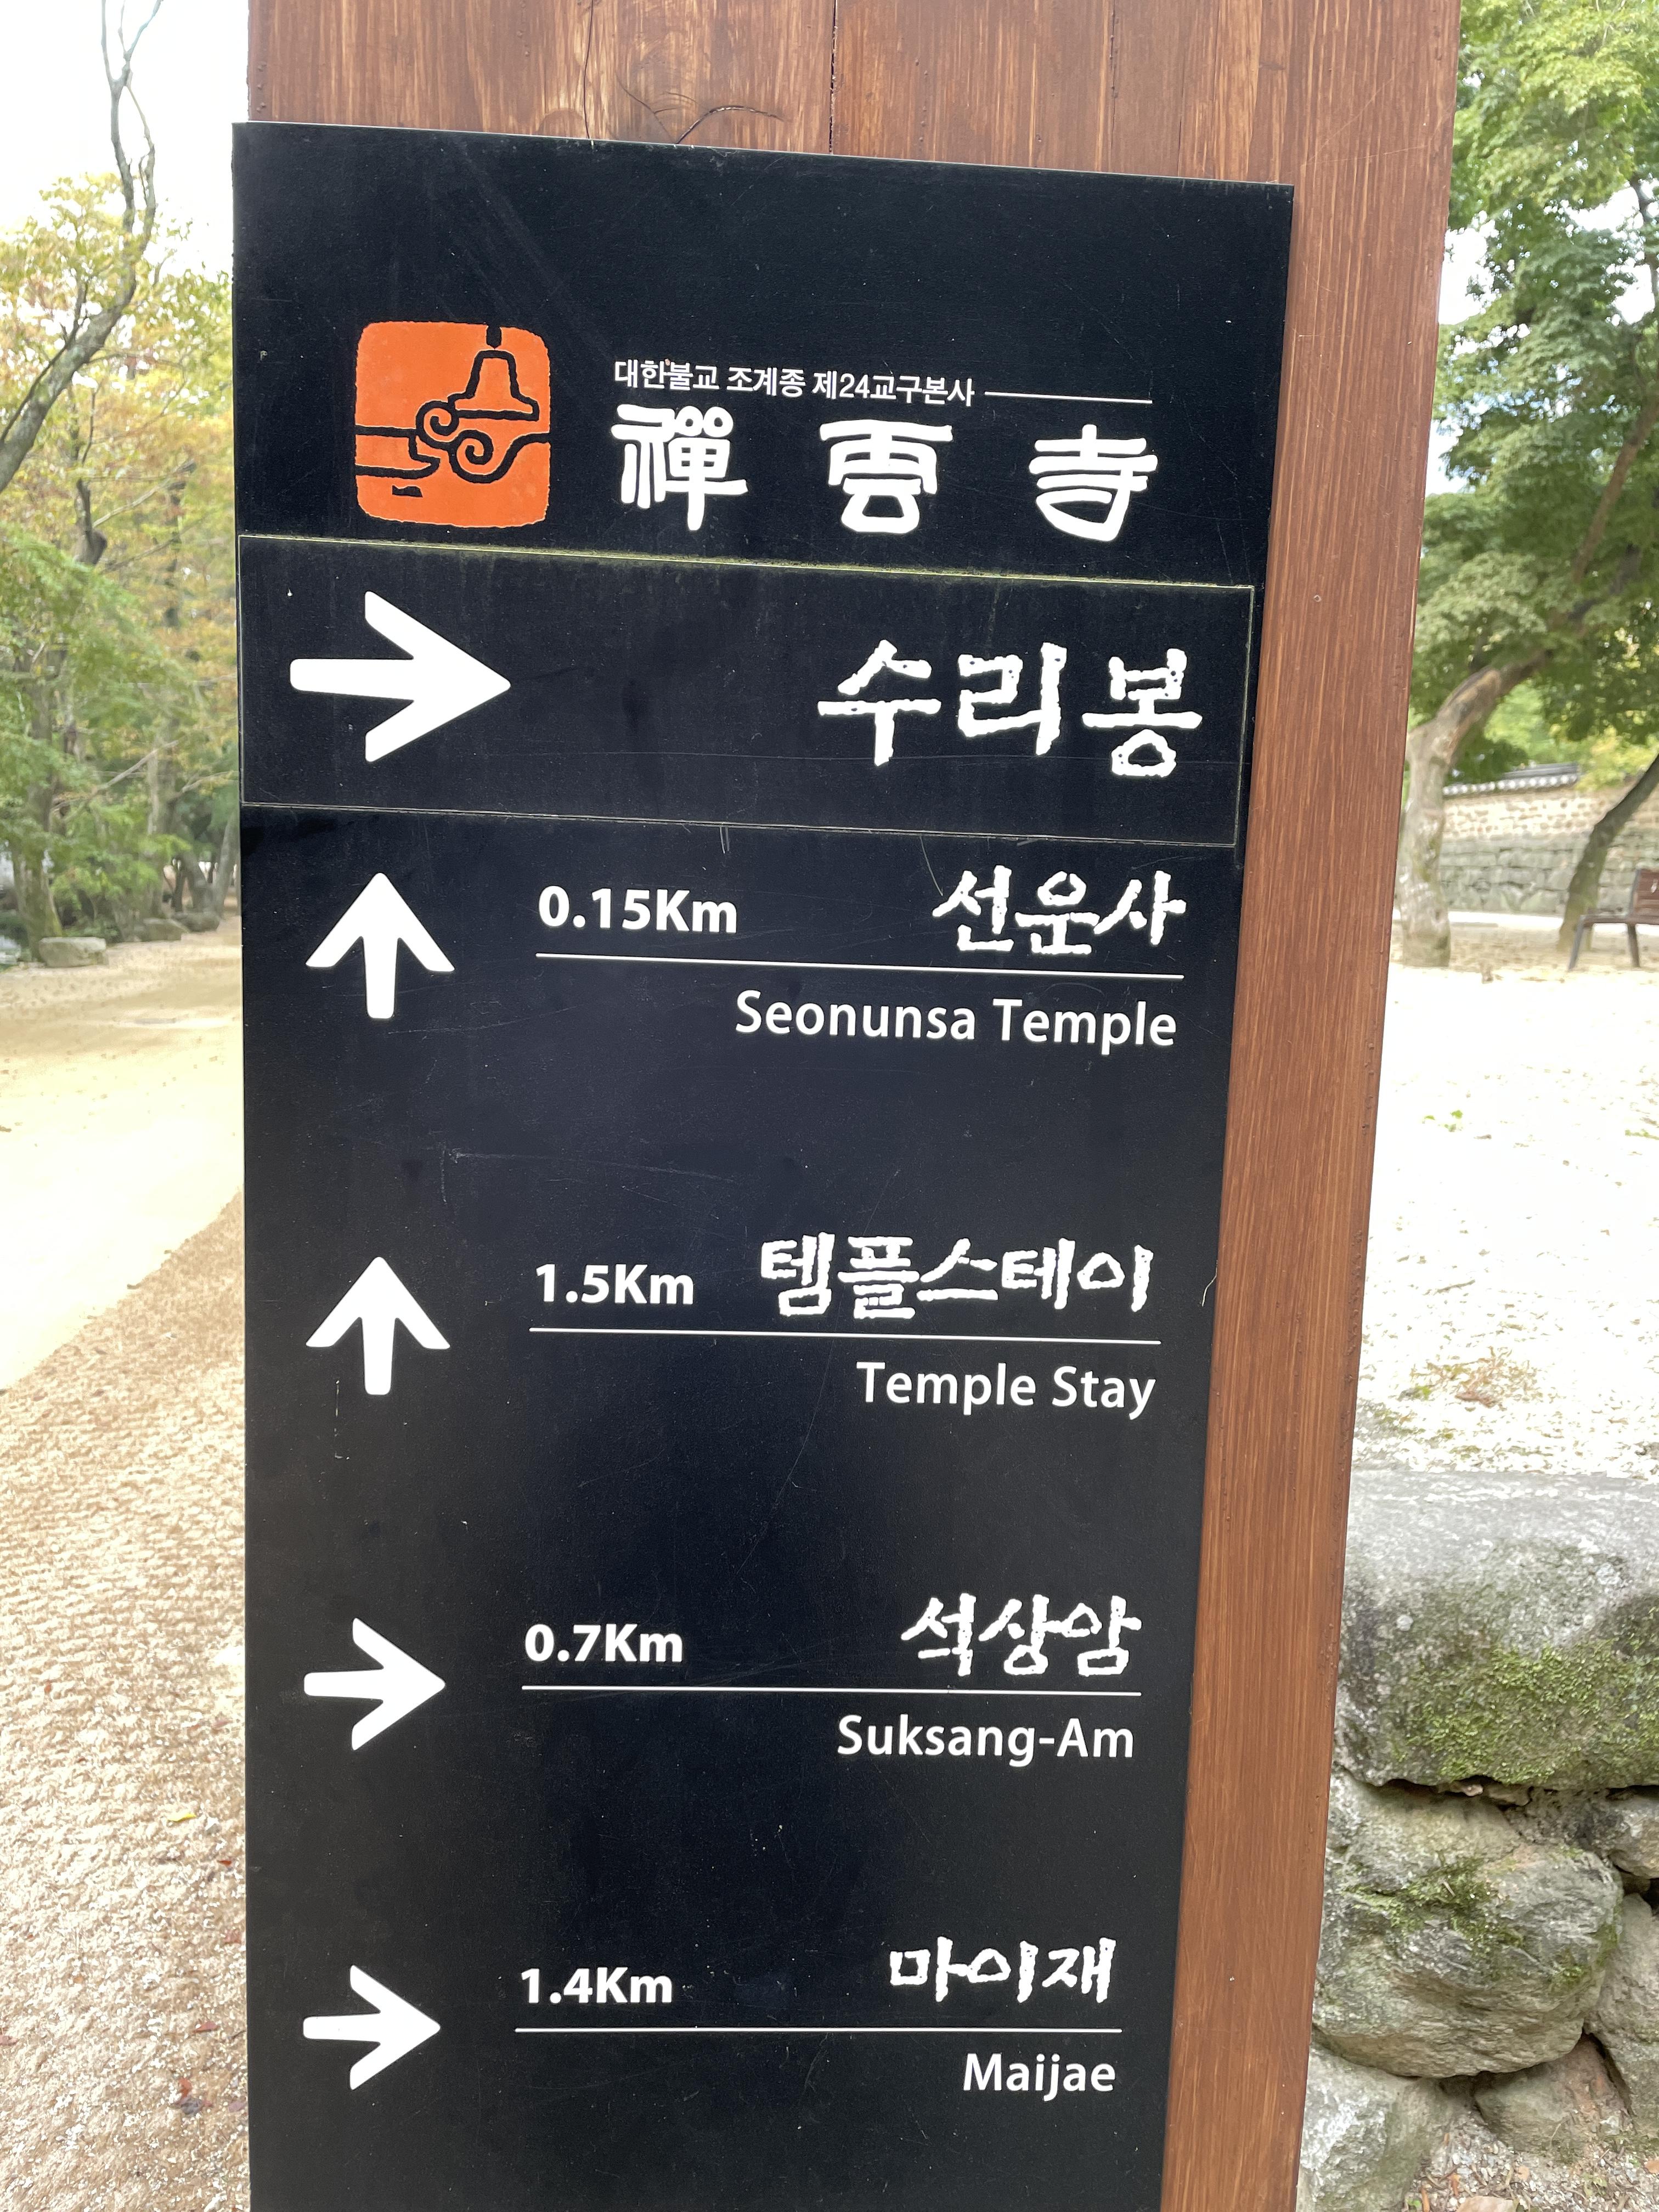 대한불교 조계종 제24교구본사
禪雲寺
수리봉
0.15Km 선운사
Seonunsa Temple
1.5Km 템플스테이
Temple Stay
0.7Km 석상암
Suksang-Am
1.4Km 마이재
Maijae